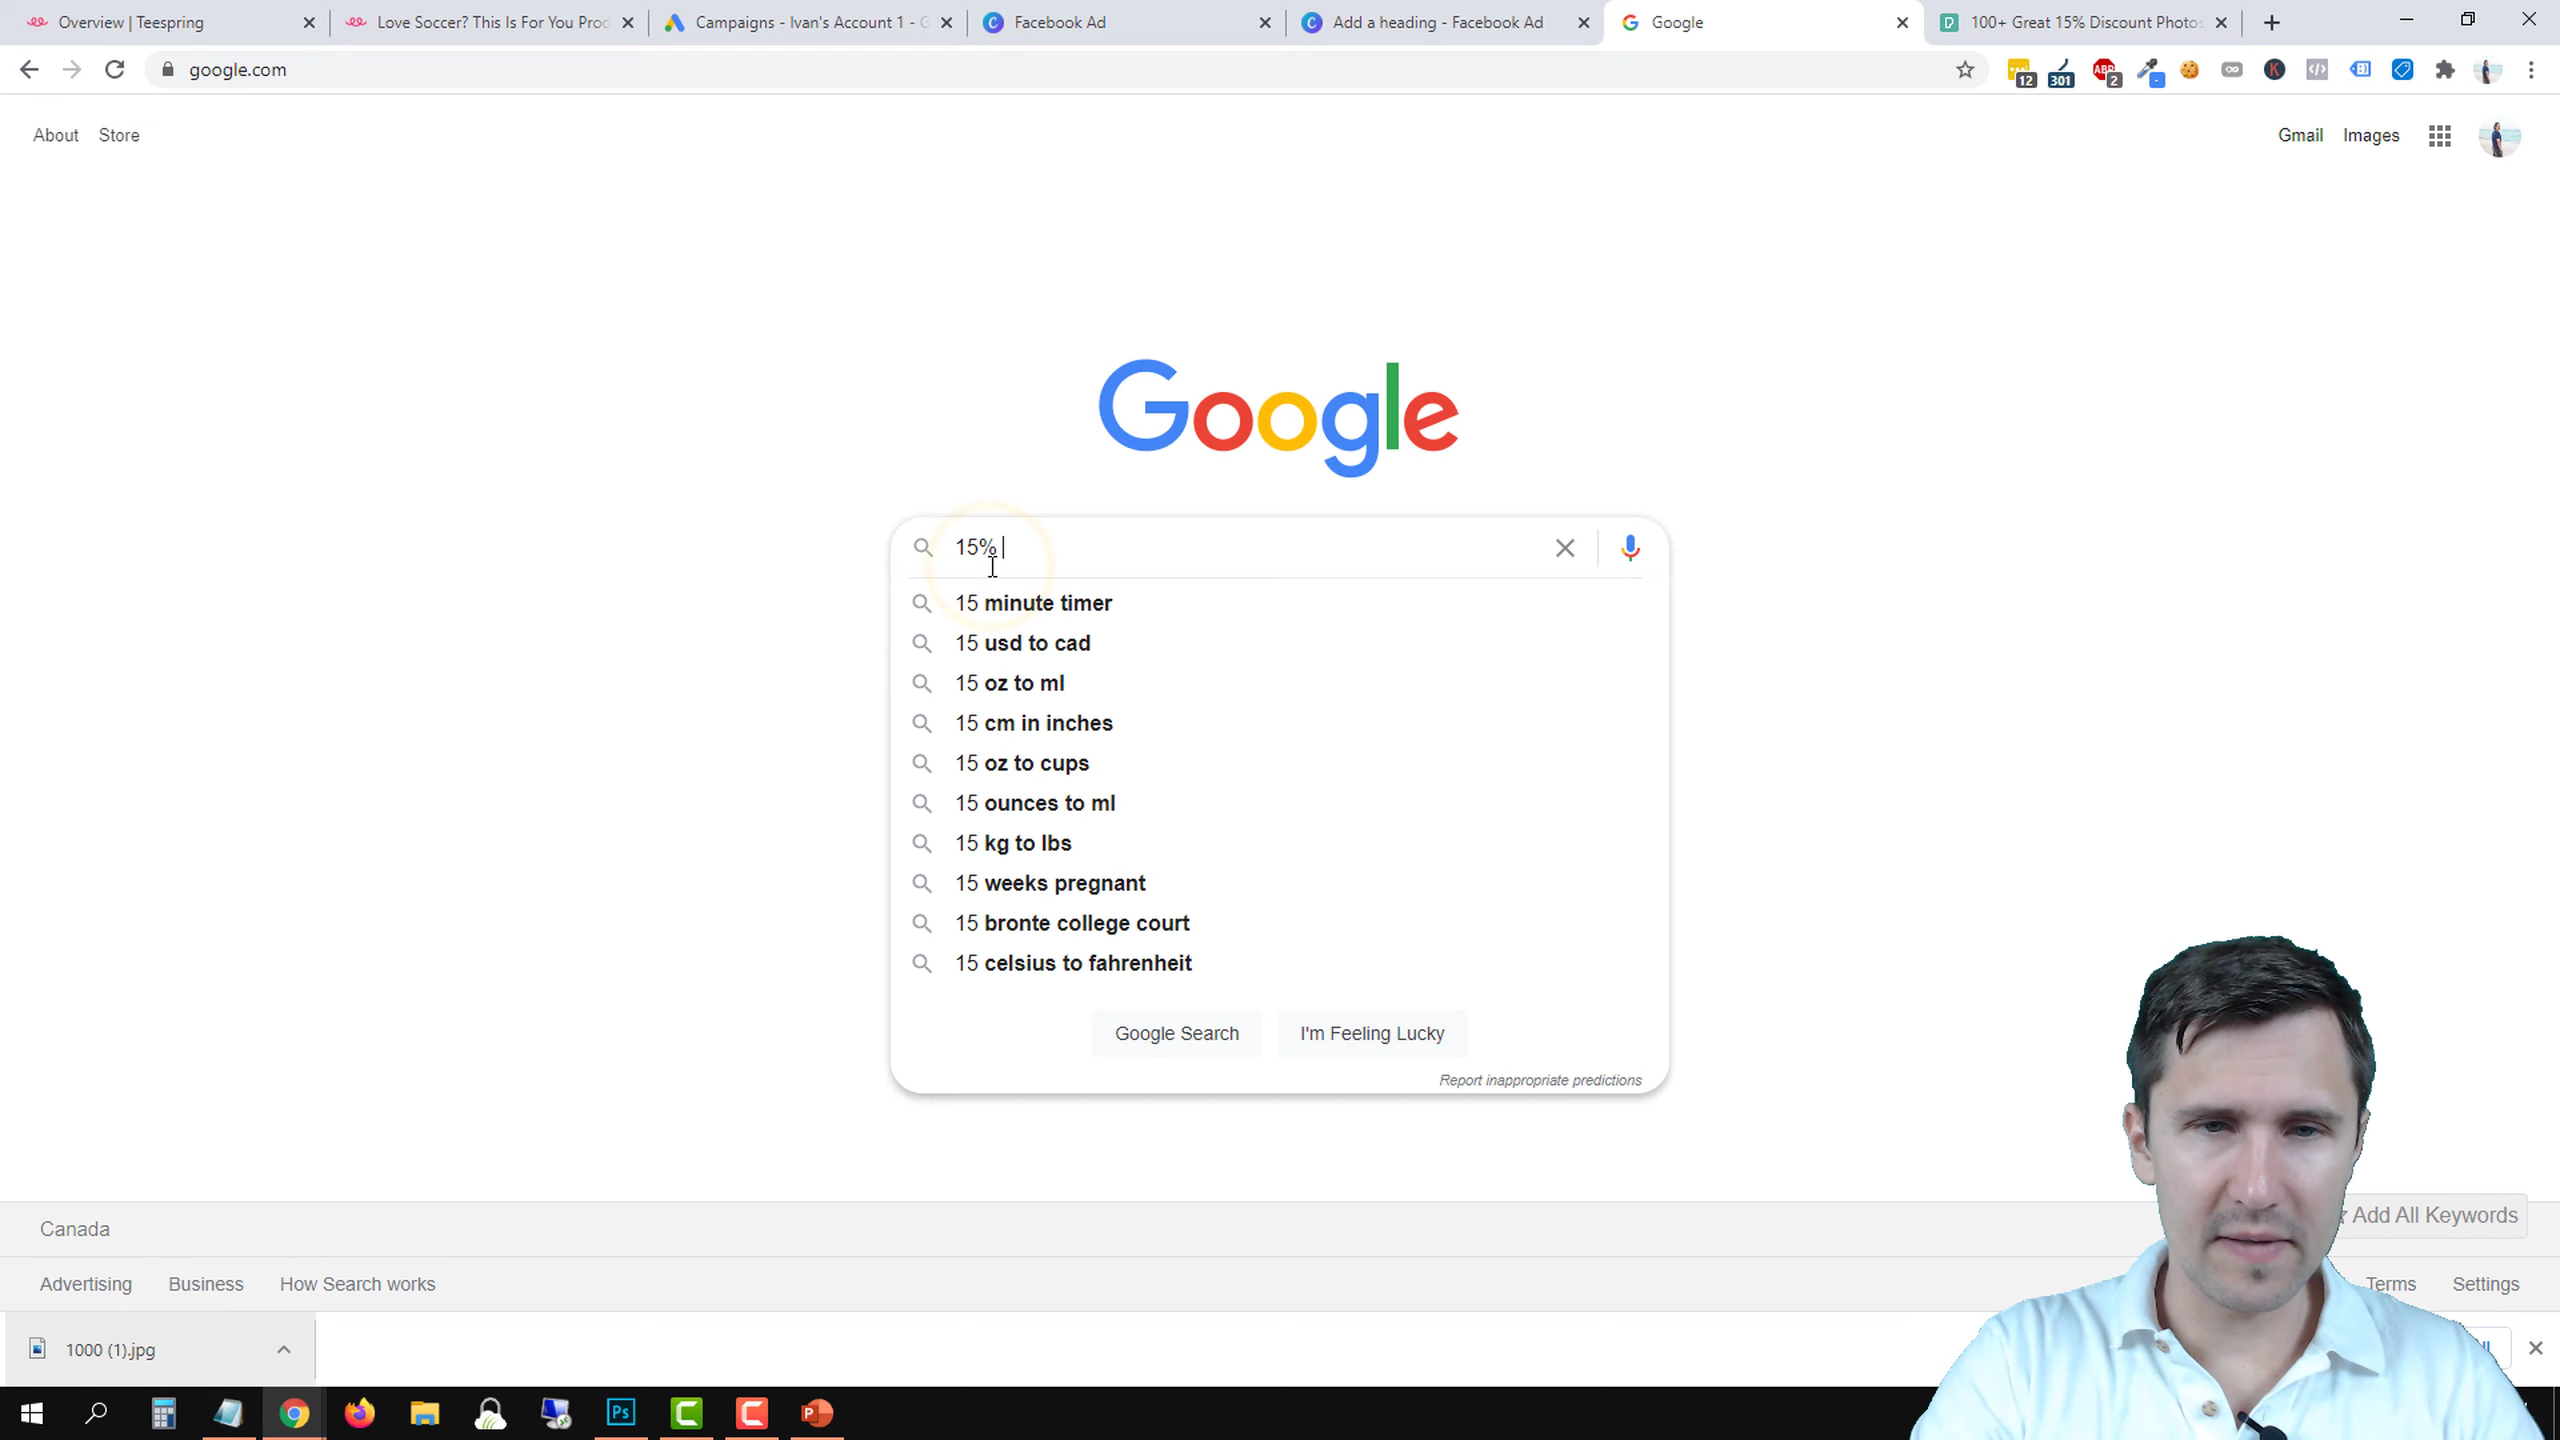 Overview | Teespring
Love Soccer? This Is For You Prod
Campaigns - Ivan's Account 1 - G
Facebook Ad
Add a heading - Facebook Ad
Google
100+ Great 15% Discount Photos
google.com
12
301
ABP
2
K
About
Store
Gmail
Images
Google
15%
15 minute timer
15 usd to cad
15 oz to ml
15 cm in inches
15 oz to cups
15 ounces to ml
15 kg to lbs
15 weeks pregnant
15 bronte college court
15 celsius to fahrenheit
Google Search
I'm Feeling Lucky
Report inappropriate predictions
Canada
Add All Keywords
Advertising
Business
How Search works
Terms
Settings
1000 (1).jpg
Ps